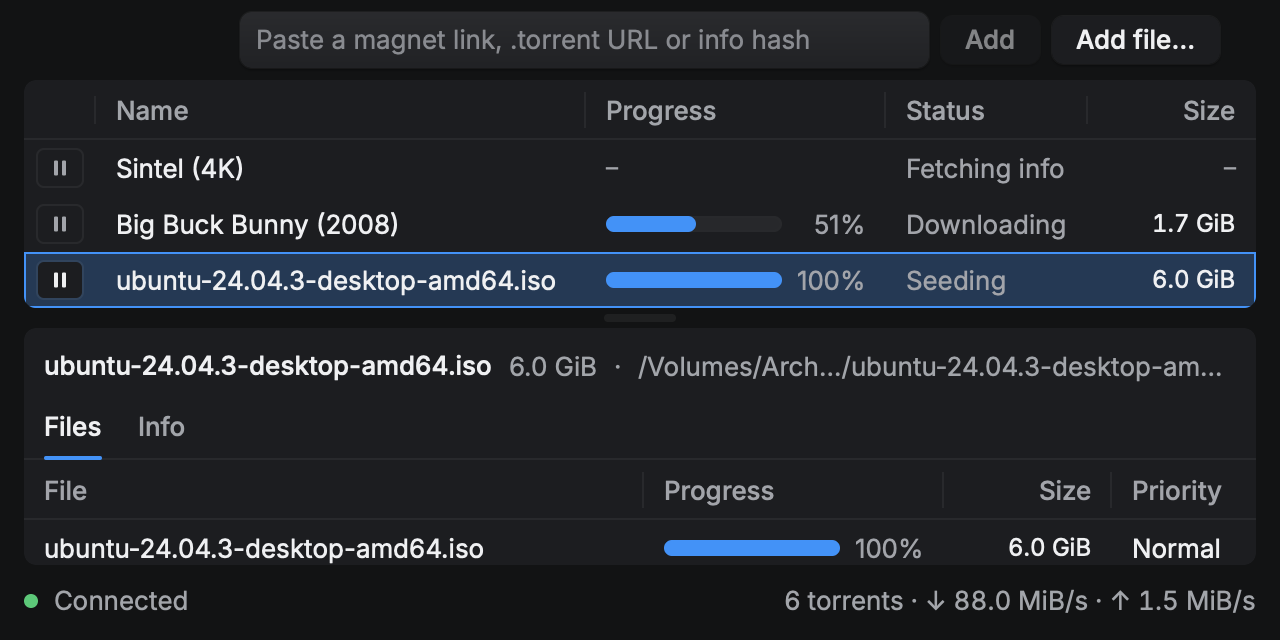 Paste a magnet link, .torrent URL or info hash Add Add file...
Name Progress Status Size
Sintel (4K) – Fetching info –
Big Buck Bunny (2008) 51% Downloading 1.7 GiB
ubuntu-24.04.3-desktop-amd64.iso 100% Seeding 6.0 GiB
ubuntu-24.04.3-desktop-amd64.iso 6.0 GiB · /Volumes/Arch.../ubuntu-24.04.3-desktop-am...
Files Info
File Progress Size Priority
ubuntu-24.04.3-desktop-amd64.iso 100% 6.0 GiB Normal
Connected 6 torrents · ↓ 88.0 MiB/s · ↑ 1.5 MiB/s